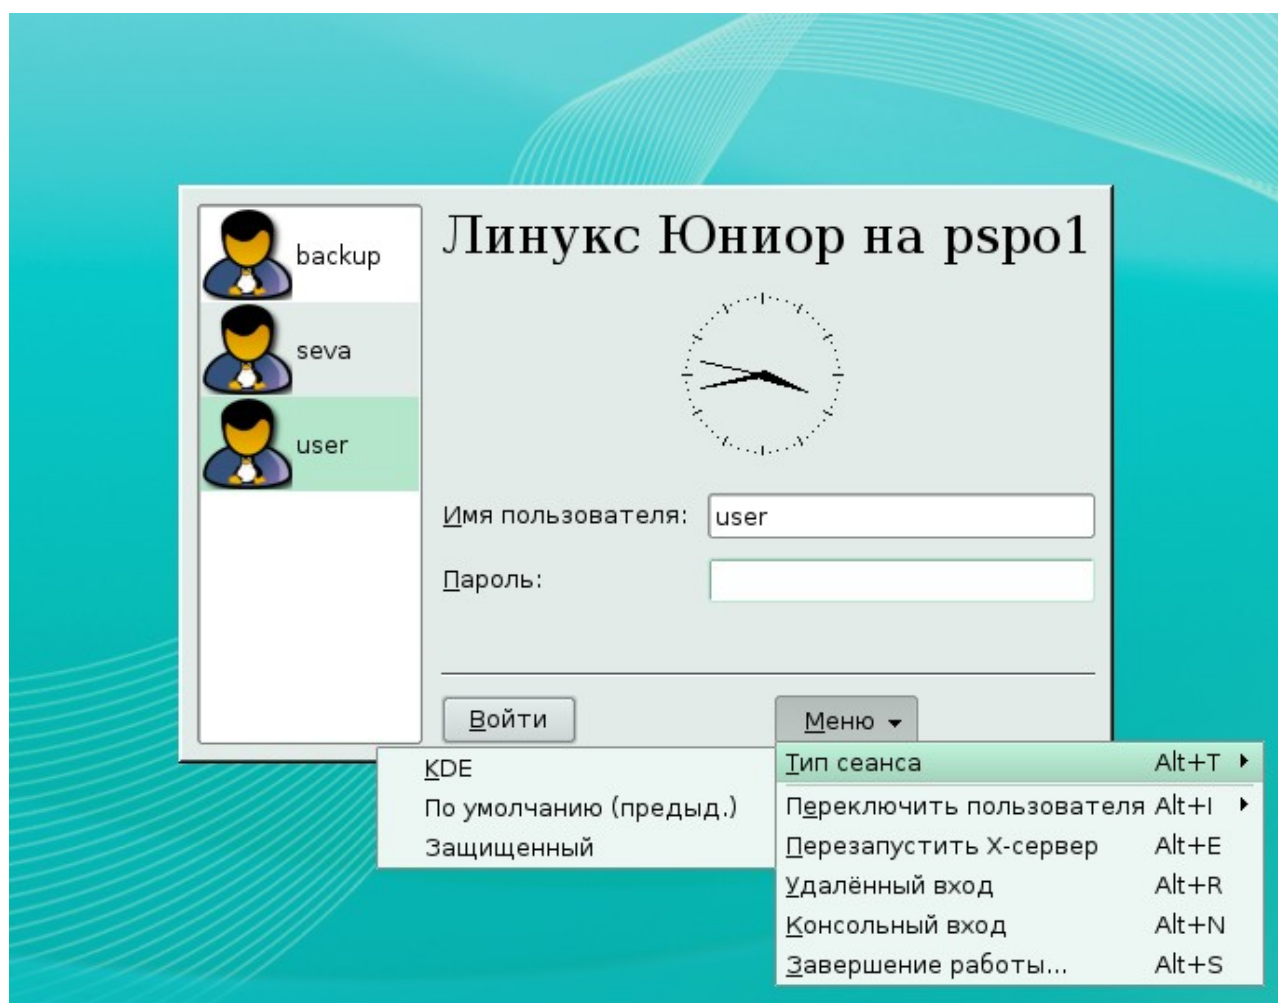 backup
seva
user
Линукс Юниор на pspo1
Имя пользователя: user
Пароль:
Войти
Меню
KDE
По умолчанию (предыд.)
Защищенный
Тип сеанса Alt+T
Переключить пользователя Alt+I
Перезапустить X-сервер Alt+E
Удалённый вход Alt+R
Консольный вход Alt+N
Завершение работы... Alt+S